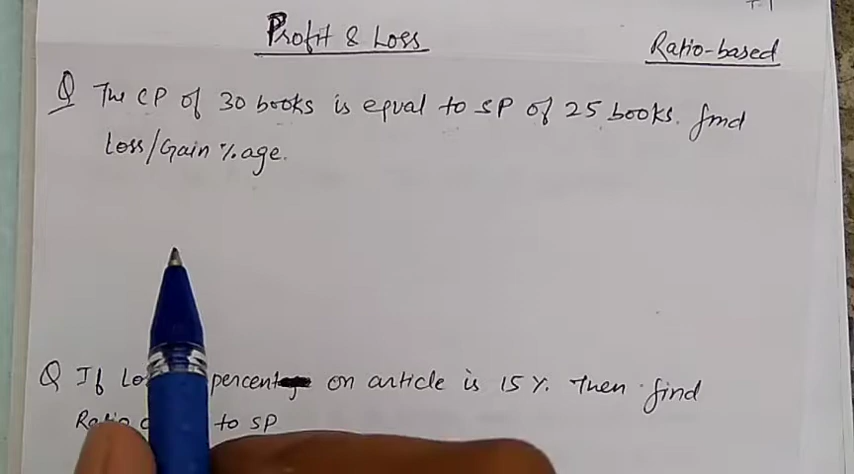 Profit & Loss
Ratio-based
Q The CP of 30 books is equal to SP of 25 books. find
Loss/Gain %age.
Q If percent on article is 15 %. Then find
to SP